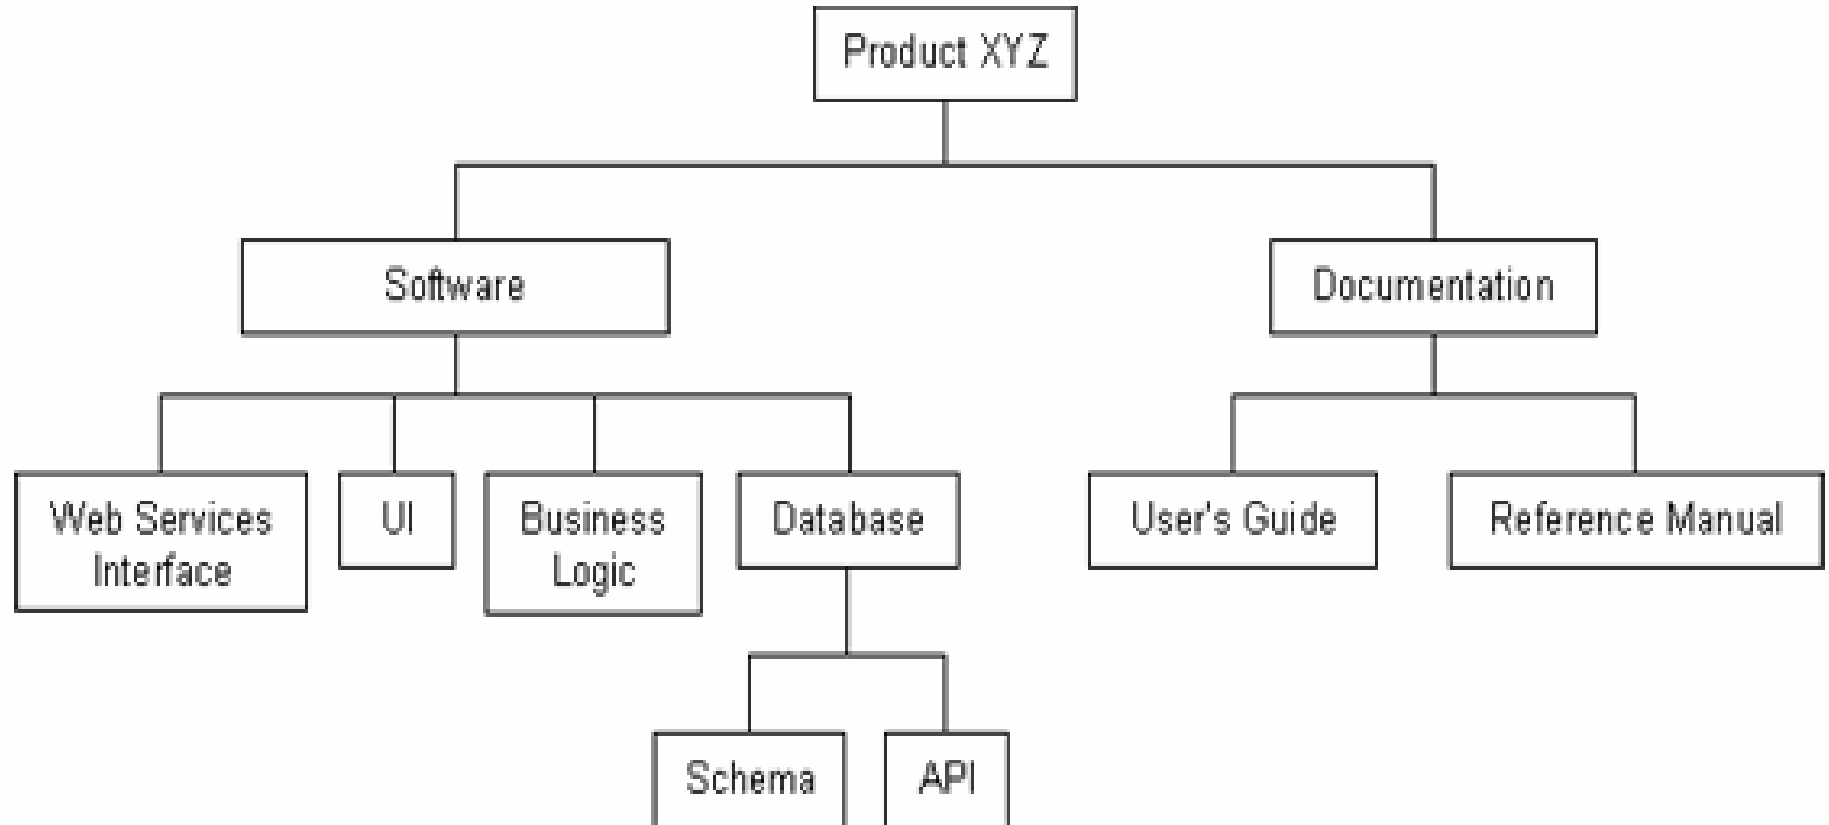 Product XYZ
Software
Documentation
Web Services
Interface
UI
Business
Logic
Database
User's Guide
Reference Manual
Schema
API